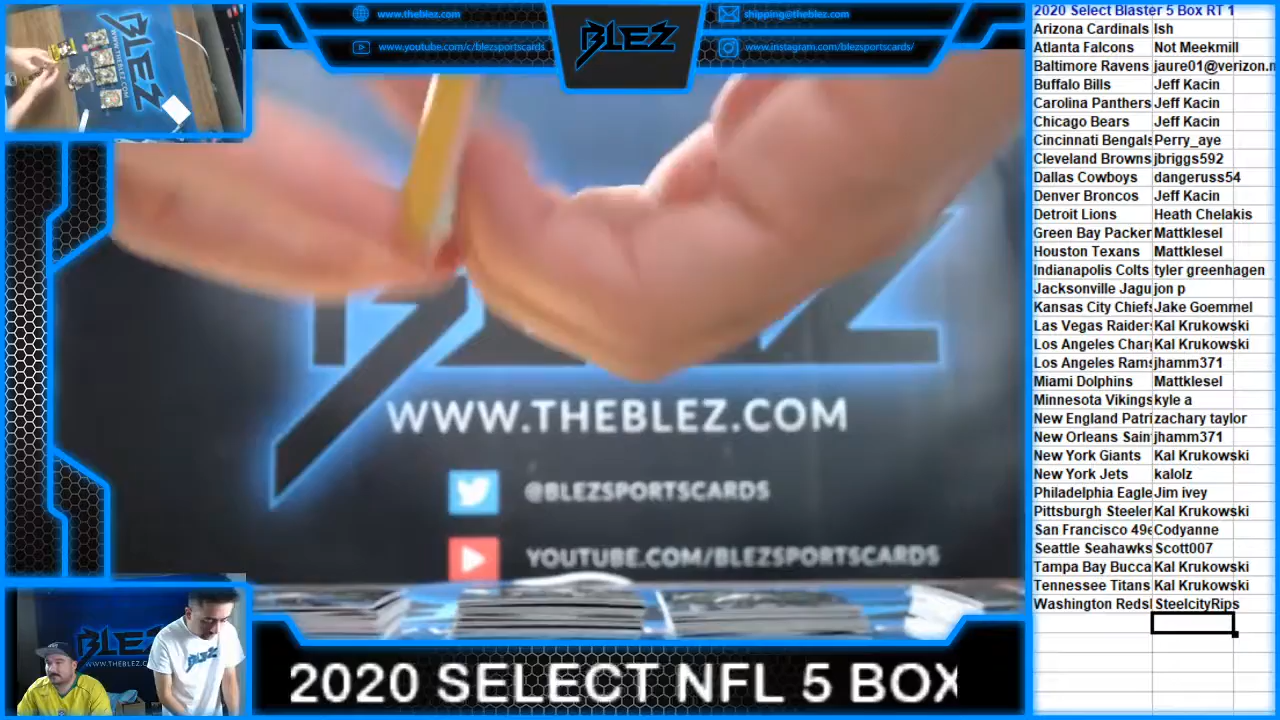 www.theblez.com
shipping@theblez.com
www.youtube.com/c/blezsportscards
www.instagram.com/blezsportscards/
BLEZ
WWW.THEBLEZ.COM
@BLEZSPORTSCARDS
YOUTUBE.COM/BLEZSPORTSCARDS
BLEZ
BLEZ
2020 SELECT NFL 5 BOX
2020 Select Blaster 5 Box RT 1
Arizona Cardinals Ish
Atlanta Falcons Not Meekmill
Baltimore Ravens jaure01@verizon.n
Buffalo Bills Jeff Kacin
Carolina Panthers Jeff Kacin
Chicago Bears Jeff Kacin
Cincinnati Bengals Perry_aye
Cleveland Browns jbriggs592
Dallas Cowboys dangeruss54
Denver Broncos Jeff Kacin
Detroit Lions Heath Chelakis
Green Bay Packer Mattklesel
Houston Texans Mattklesel
Indianapolis Colts tyler greenhagen
Jacksonville Jagu jon p
Kansas City Chiefs Jake Goemmel
Las Vegas Raider Kal Krukowski
Los Angeles Char Kal Krukowski
Los Angeles Rams jhamm371
Miami Dolphins Mattklesel
Minnesota Vikings kyle a
New England Patri zachary taylor
New Orleans Sain jhamm371
New York Giants Kal Krukowski
New York Jets kalolz
Philadelphia Eagle Jim ivey
Pittsburgh Steeler Kal Krukowski
San Francisco 49e Codyanne
Seattle Seahawks Scott007
Tampa Bay Bucca Kal Krukowski
Tennessee Titans Kal Krukowski
Washington Redsl SteelcityRips